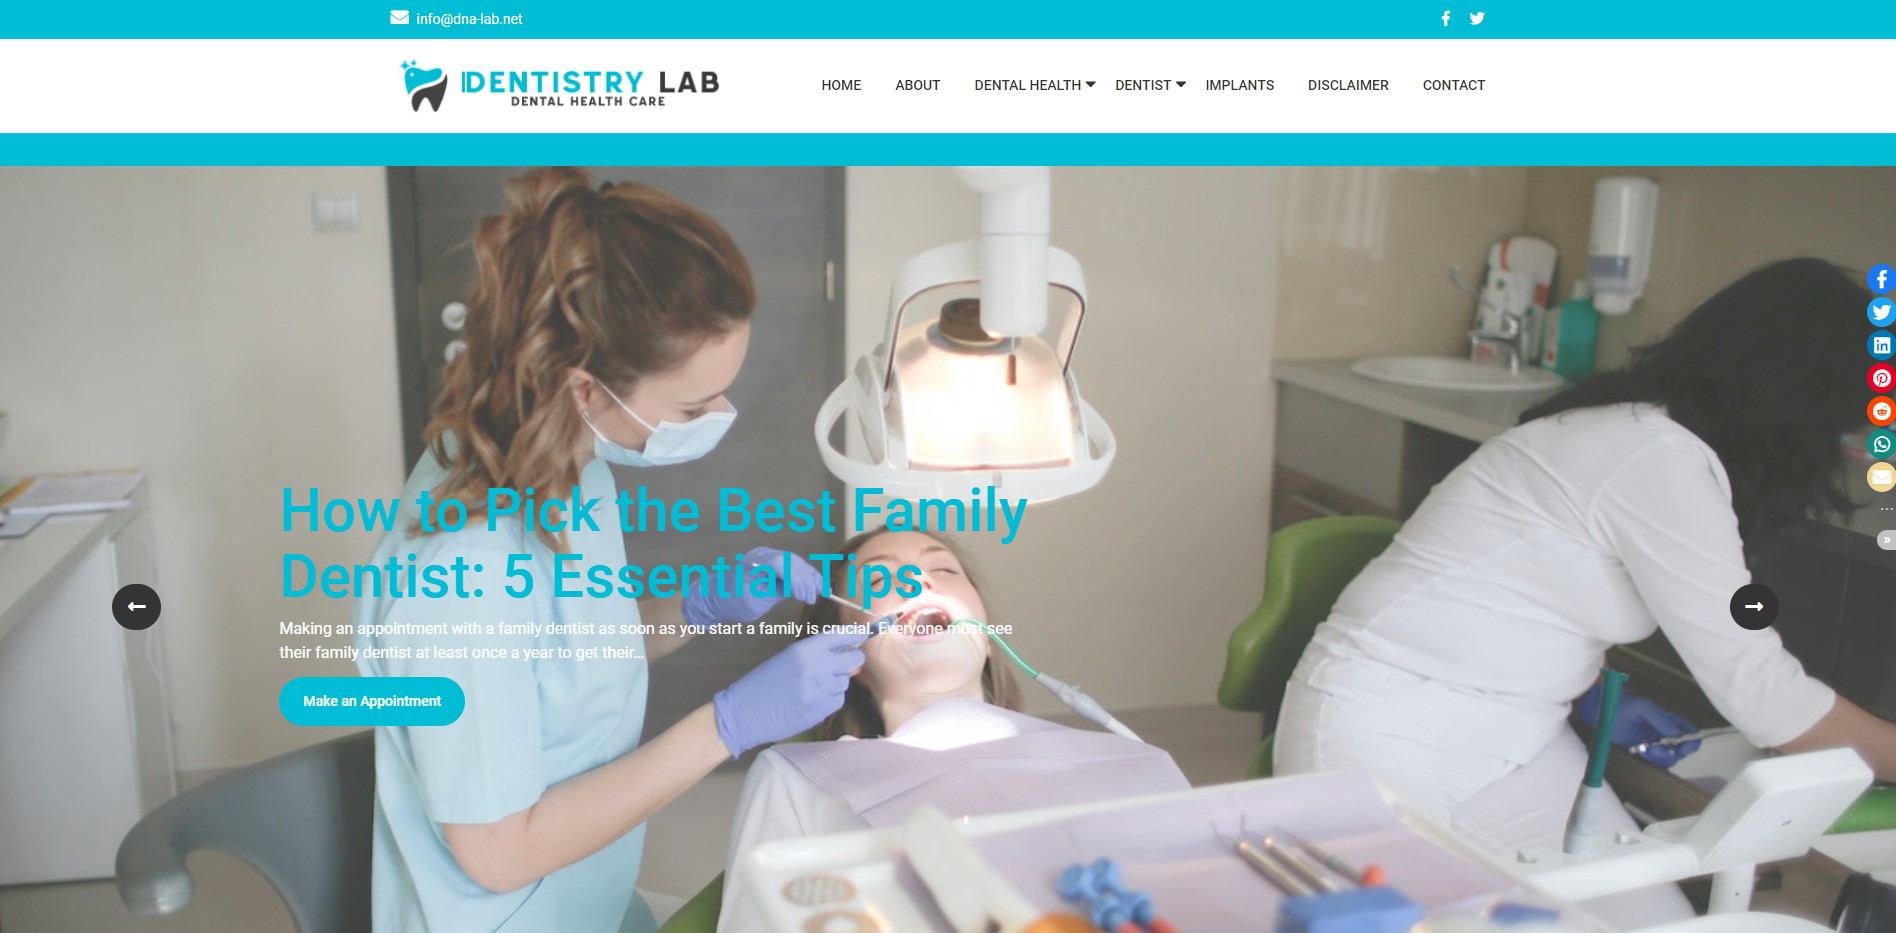 info@dna-lab.net
DENTISTRY LAB
DENTAL HEALTH CARE
HOME ABOUT DENTAL HEALTH DENTIST IMPLANTS DISCLAIMER CONTACT
How to Pick the Best Family
Dentist: 5 Essential Tips
Making an appointment with a family dentist as soon as you start a family is crucial. Everyone must see
their family dentist at least once a year to get their...
Make an Appointment